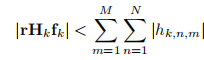 |rH_k f_k| < \sum_{m=1}^{M} \sum_{n=1}^{N} |h_{k,n,m}|